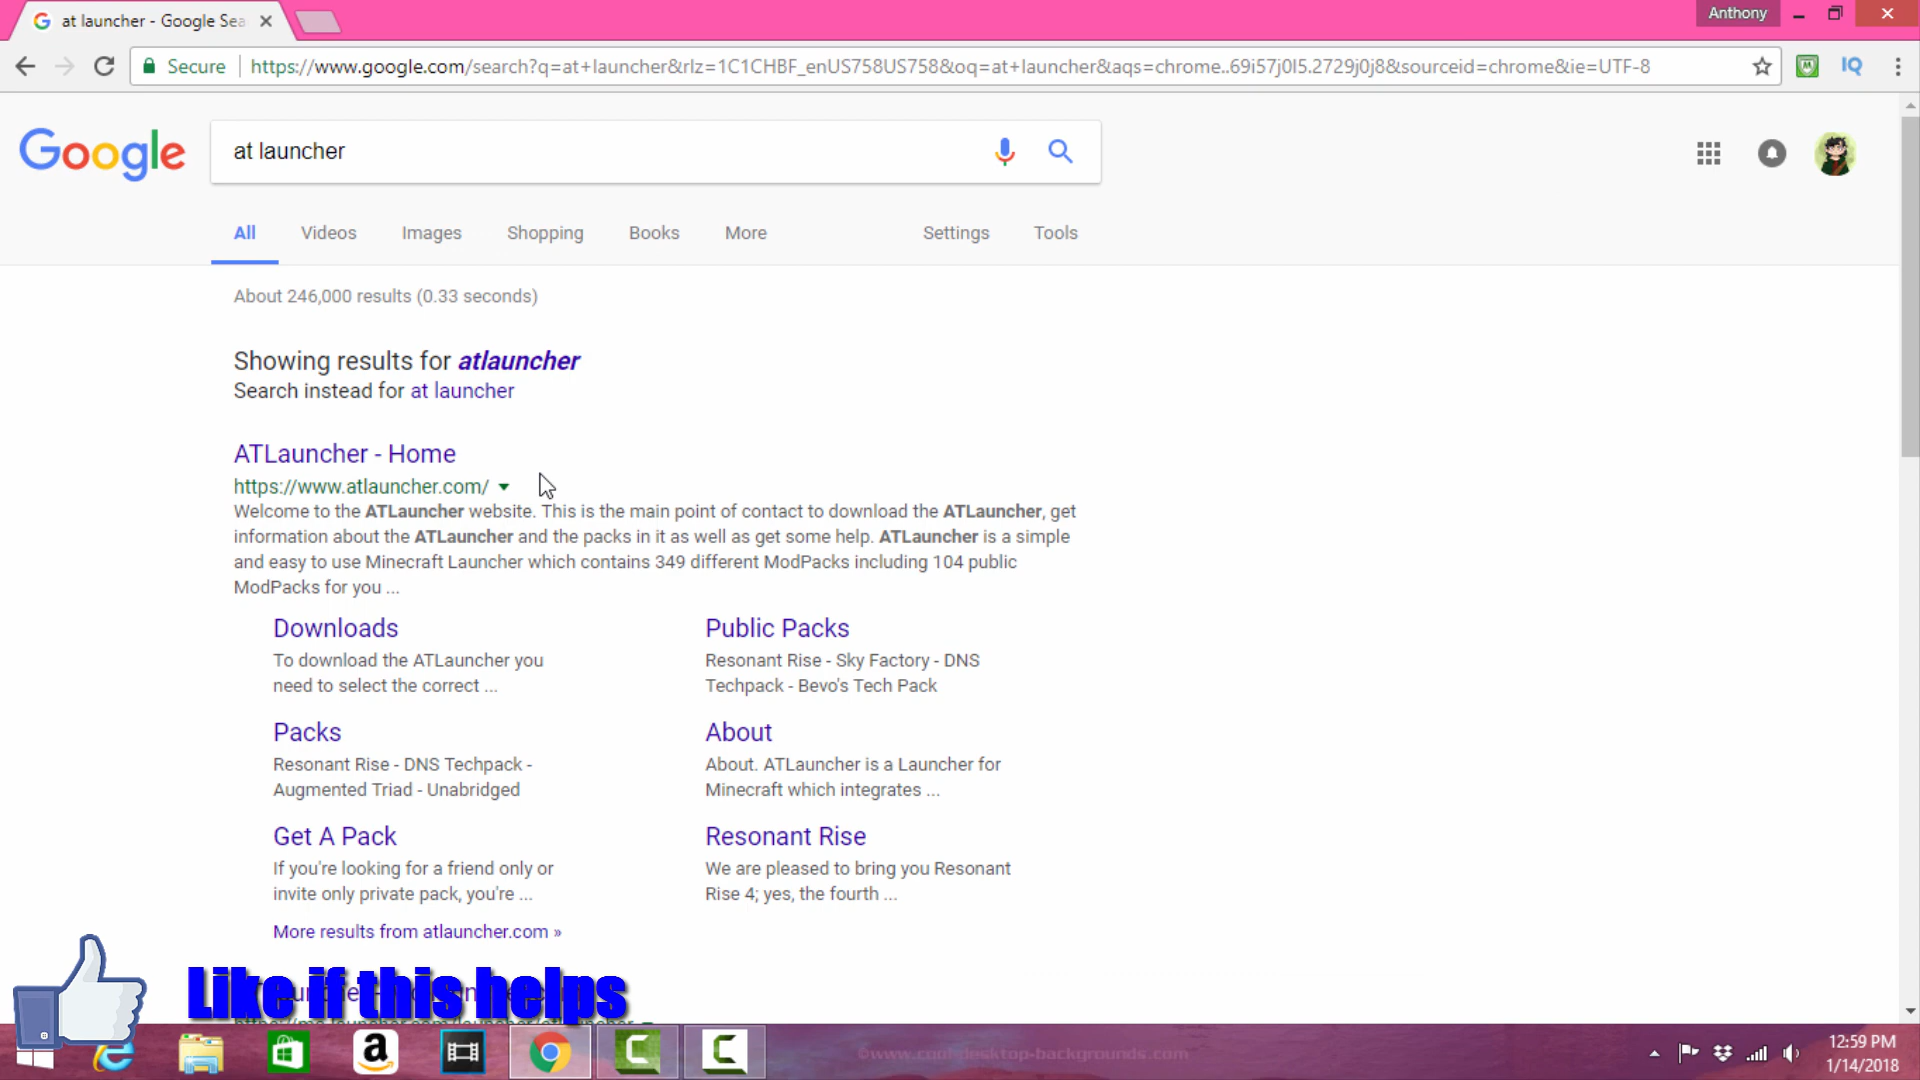 at launcher - Google Sea
Anthony
Secure
https://www.google.com/search?q=at+launcher&rlz=1C1CHBF_enUS758US758&oq=at+launcher&aqs=chrome..69i57j0l5.2729j0j8&sourceid=chrome&ie=UTF-8
IQ
Google
at launcher
All Videos Images Shopping Books More Settings Tools
About 246,000 results (0.33 seconds)
Showing results for atlauncher
Search instead for at launcher
ATLauncher - Home
https://www.atlauncher.com/
Welcome to the ATLauncher website. This is the main point of contact to download the ATLauncher, get
information about the ATLauncher and the packs in it as well as get some help. ATLauncher is a simple
and easy to use Minecraft Launcher which contains 349 different ModPacks including 104 public
ModPacks for you ...
Downloads
To download the ATLauncher you
need to select the correct ...
Public Packs
Resonant Rise - Sky Factory - DNS
Techpack - Bevo's Tech Pack
Packs
Resonant Rise - DNS Techpack -
Augmented Triad - Unabridged
About
About. ATLauncher is a Launcher for
Minecraft which integrates ...
Get A Pack
If you're looking for a friend only or
invite only private pack, you're ...
Resonant Rise
We are pleased to bring you Resonant
Rise 4; yes, the fourth ...
More results from atlauncher.com »
Like if this helps
©www.cooldesktop-backgrounds.com
12:59 PM
1/14/2018